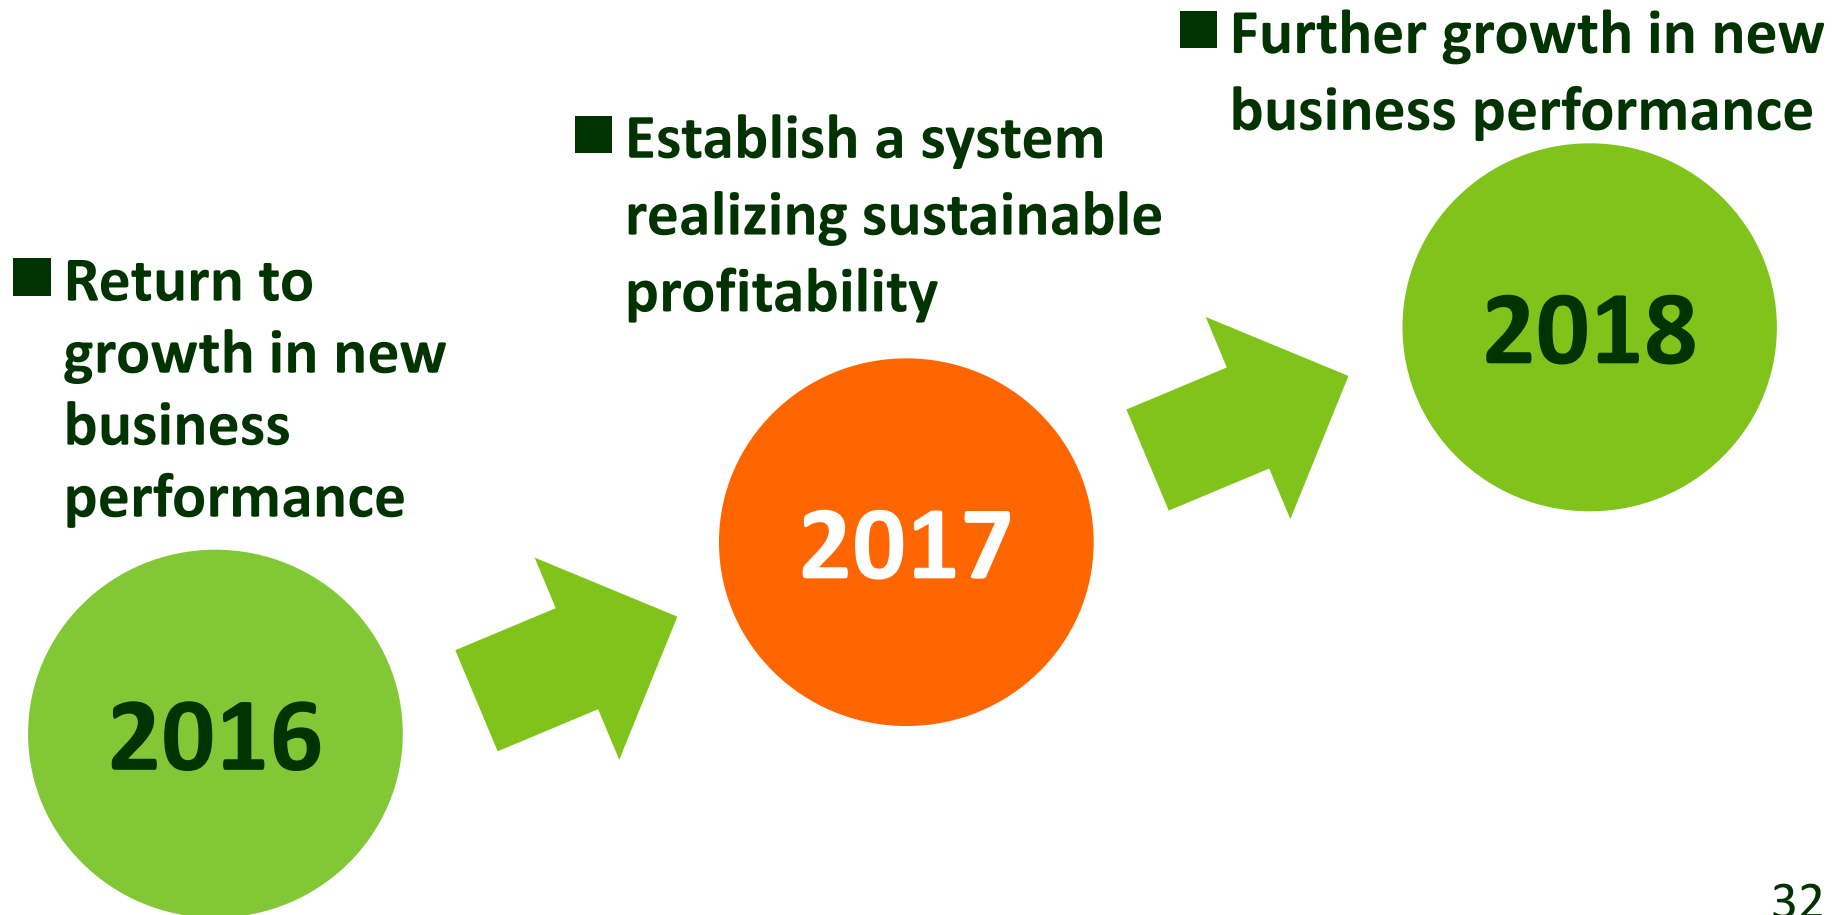 ■ Return to
growth in new
business
performance
2016
■ Establish a system
realizing sustainable
profitability
2017
■ Further growth in new
business performance
2018
32